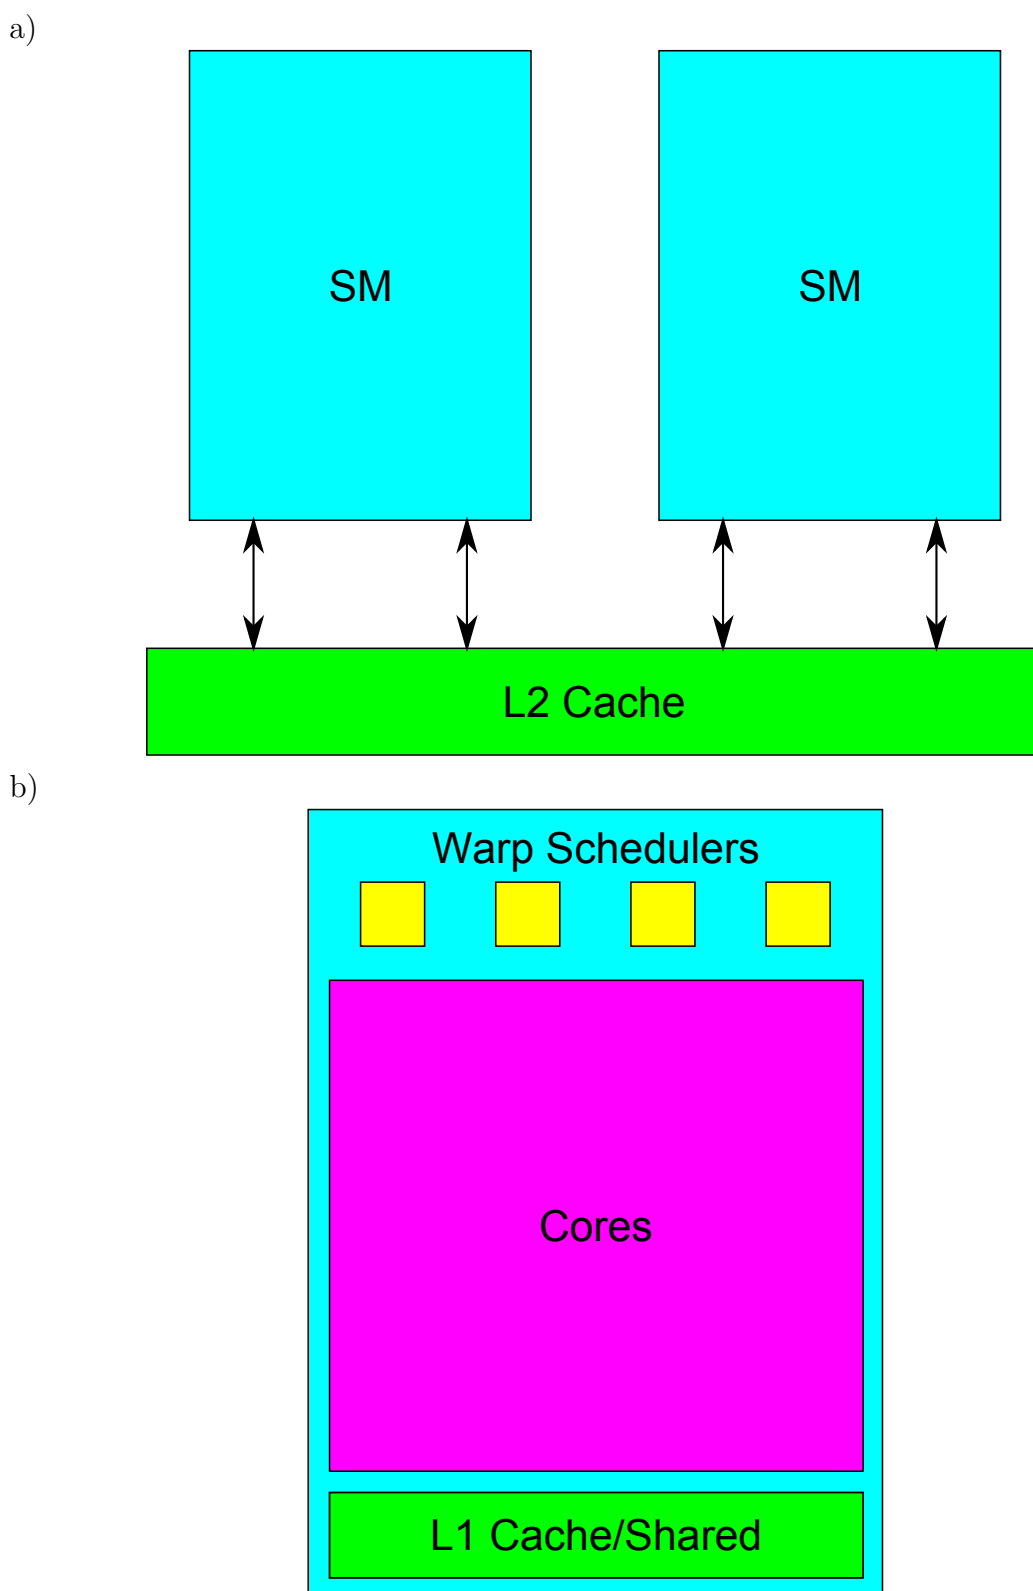 a)
SM SM
L2 Cache
b)
Warp Schedulers
Cores
L1 Cache/Shared